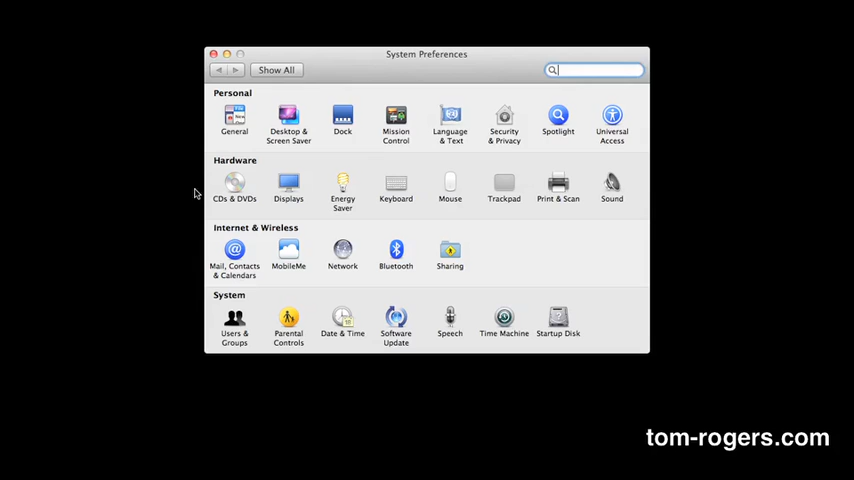 System Preferences
Show All
Personal
General
Desktop &
Screen Saver
Dock
Mission
Control
Language
& Text
Security
& Privacy
Spotlight
Universal
Access
Hardware
CDs & DVDs
Displays
Energy
Saver
Keyboard
Mouse
Trackpad
Print & Scan
Sound
Internet & Wireless
Mail, Contacts
& Calendars
MobileMe
Network
Bluetooth
Sharing
System
Users &
Groups
Parental
Controls
Date & Time
Software
Update
Speech
Time Machine
Startup Disk
tom-rogers.com